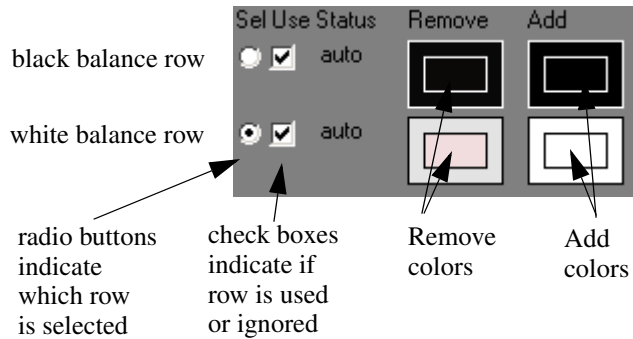 Sel Use Status Remove Add
black balance row auto
white balance row auto
radio buttons
indicate
which row
is selected
check boxes
indicate if
row is used
or ignored
Remove
colors
Add
colors